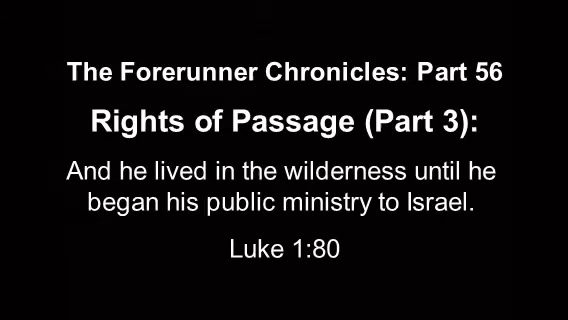 The Forerunner Chronicles: Part 56
Rights of Passage (Part 3):
And he lived in the wilderness until he
began his public ministry to Israel.
Luke 1:80